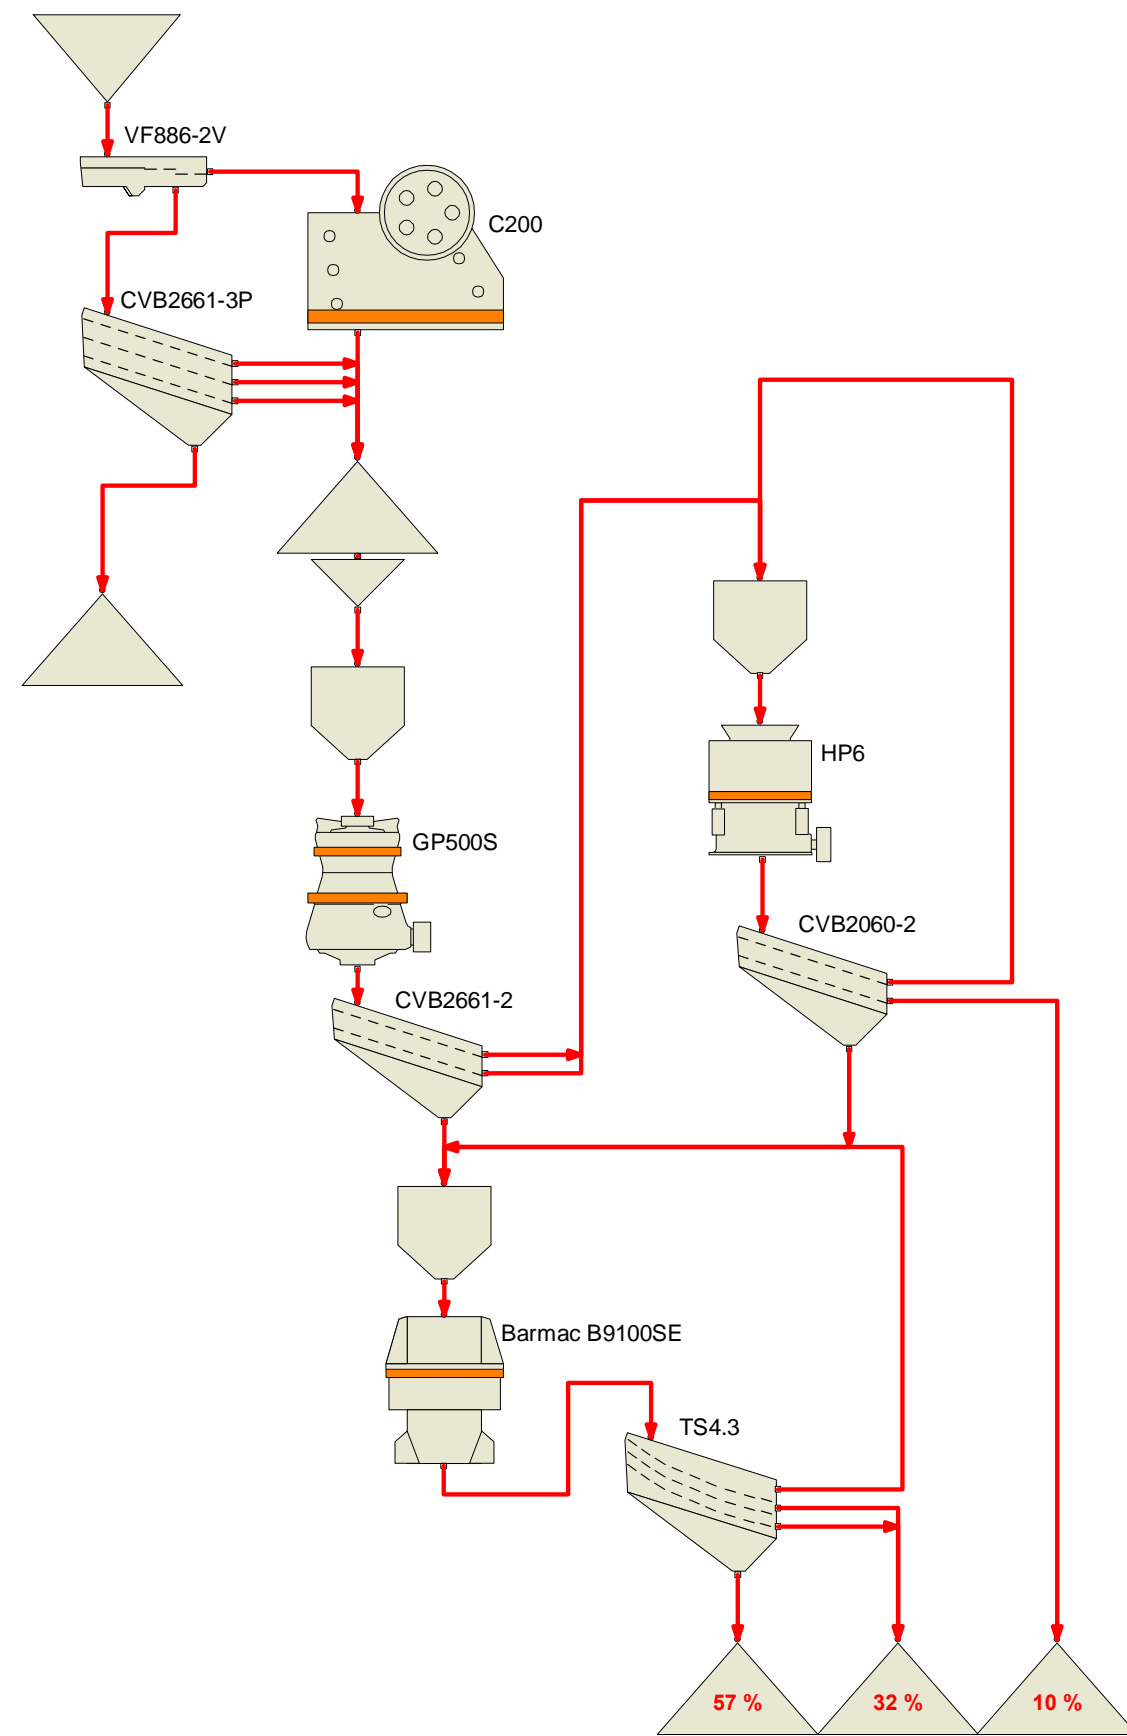 VF886-2V
C200
CVB2661-3P
HP6
GP500S
CVB2060-2
CVB2661-2
Barmac B9100SE
TS4.3
57 %
32 %
10 %